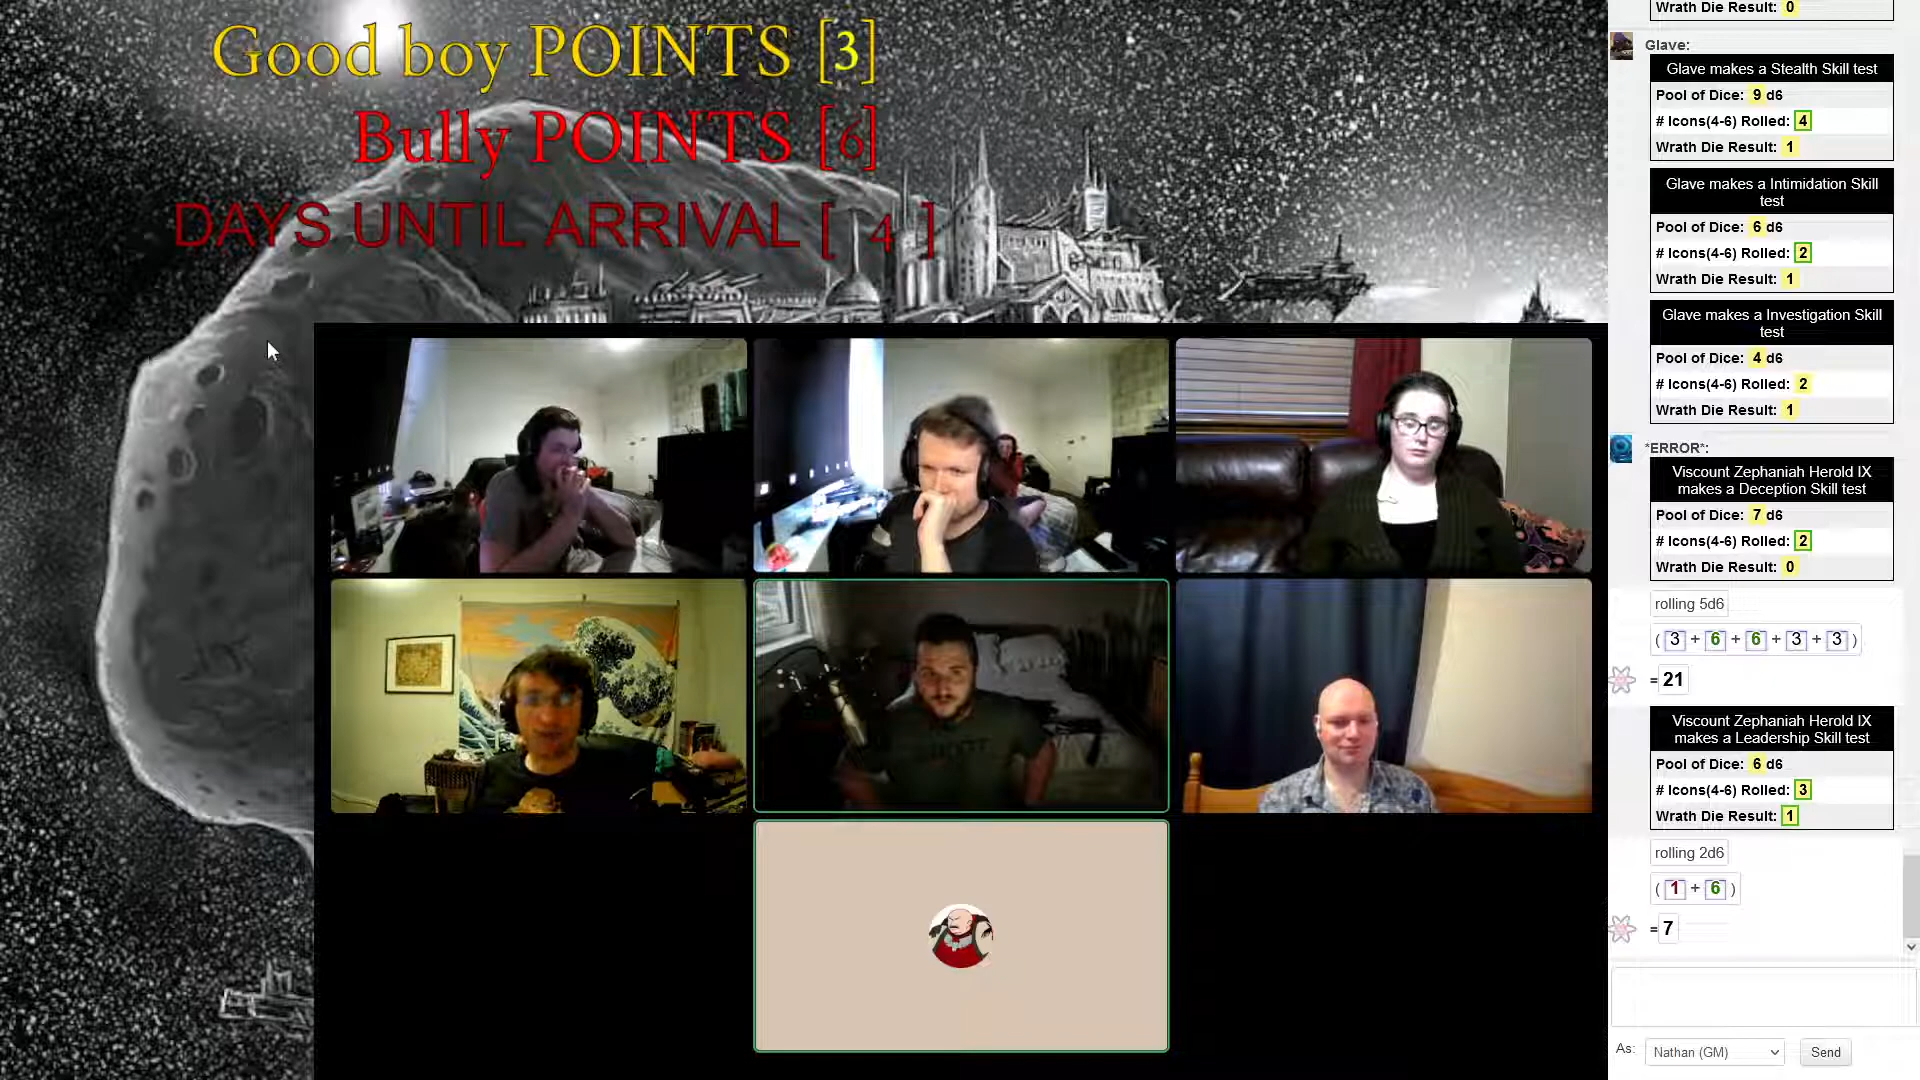 Good boy POINTS [3]
Bully POINTS [6]
DAYS UNTIL ARRIVAL [ 4 ]
Wrath Die Result: 0
Glave:
Glave makes a Stealth Skill test
Pool of Dice: 9 d6
# Icons(4-6) Rolled: 4
Wrath Die Result: 1
Glave makes a Intimidation Skill
test
Pool of Dice: 6 d6
# Icons(4-6) Rolled: 2
Wrath Die Result: 1
Glave makes a Investigation Skill
test
Pool of Dice: 4 d6
# Icons(4-6) Rolled: 2
Wrath Die Result: 1
*ERROR*:
Viscount Zephaniah Herold IX
makes a Deception Skill test
Pool of Dice: 7 d6
# Icons(4-6) Rolled: 2
Wrath Die Result: 0
rolling 5d6
( 3 + 6 + 6 + 3 + 3 )
= 21
Viscount Zephaniah Herold IX
makes a Leadership Skill test
Pool of Dice: 6 d6
# Icons(4-6) Rolled: 3
Wrath Die Result: 1
rolling 2d6
( 1 + 6 )
= 7
As: Nathan (GM) Send